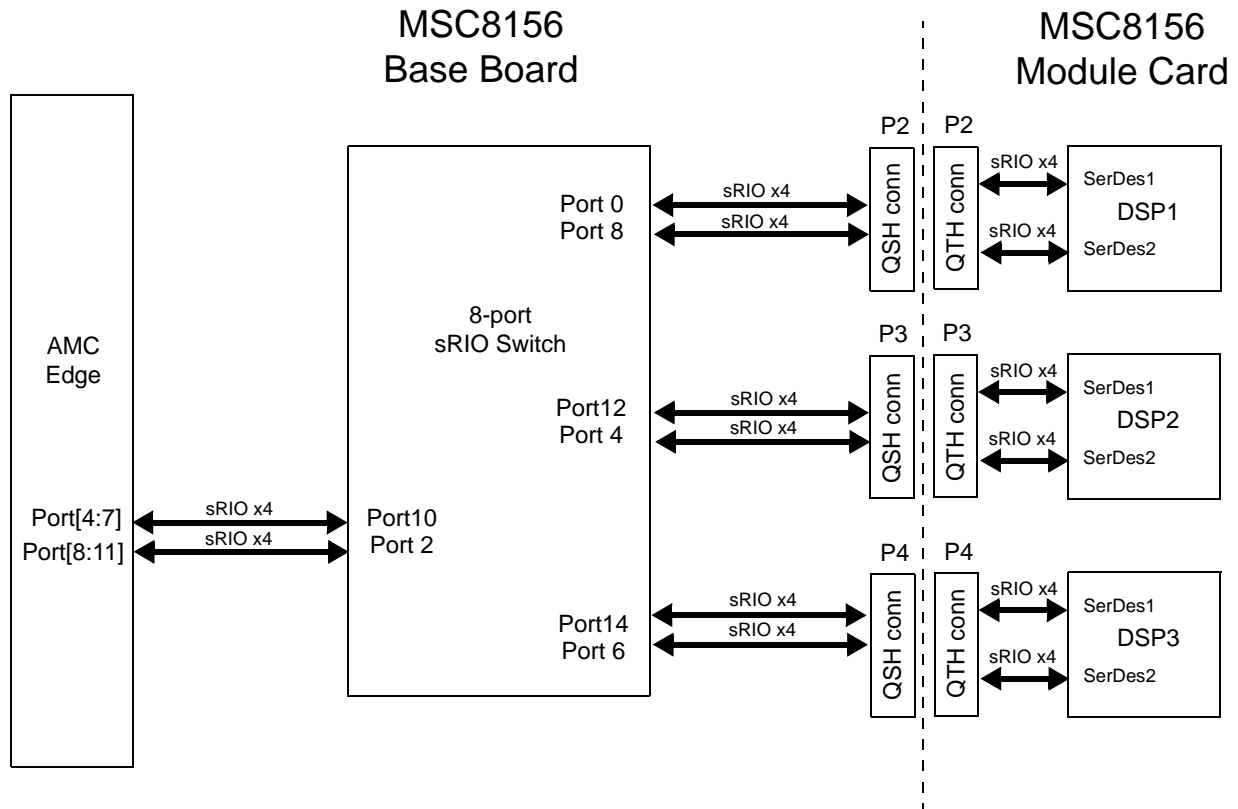 MSC8156
Base Board
MSC8156
Module Card
AMC
Edge
Port[4:7]
Port[8:11]
sRIO x4
sRIO x4
Port10
Port 2
8-port
sRIO Switch
Port 0
Port 8
sRIO x4
sRIO x4
P2
QSH conn
P2
QTH conn
sRIO x4
sRIO x4
SerDes1
DSP1
SerDes2
Port12
Port 4
sRIO x4
sRIO x4
P3
QSH conn
P3
QTH conn
sRIO x4
sRIO x4
SerDes1
DSP2
SerDes2
Port14
Port 6
sRIO x4
sRIO x4
P4
QSH conn
P4
QTH conn
sRIO x4
sRIO x4
SerDes1
DSP3
SerDes2